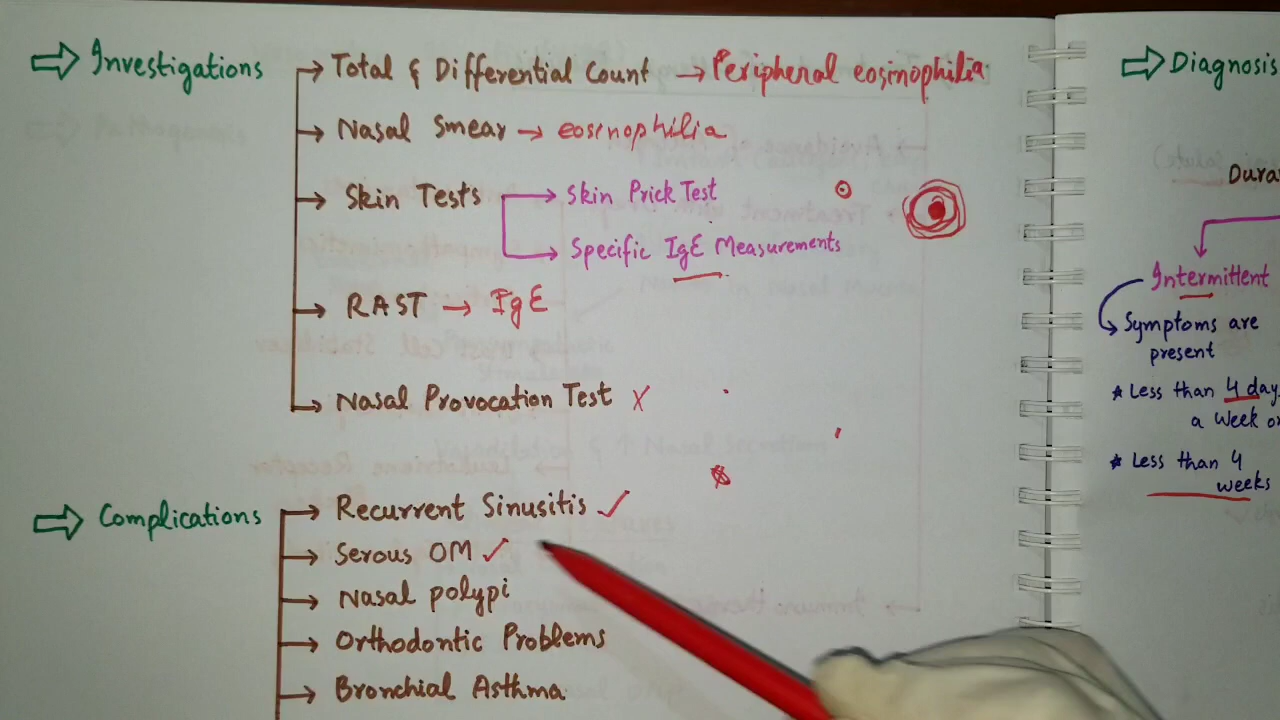 Investigations
Total & Differential Count → Peripheral eosinophilia
Nasal Smear → eosinophilia
Skin Tests
Skin Prick Test
Specific IgE Measurements
RAST → IgE
Nasal Provocation Test X
Complications
Recurrent Sinusitis ✓
Serous OM ✓
Nasal polypi
Orthodontic Problems
Bronchial Asthma
Diagnosis
Dura
Intermittent
Symptoms are
present
* Less than 4 day
a week o
* Less than 4
weeks